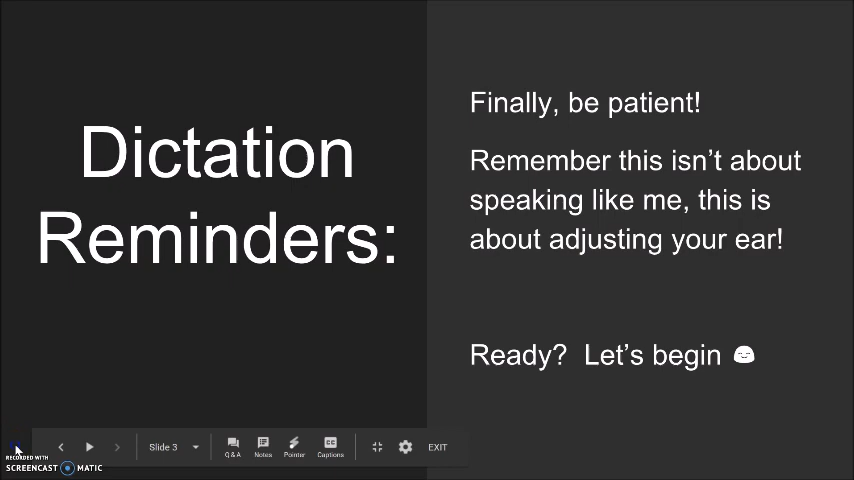 Dictation
Reminders:
Finally, be patient!
Remember this isn’t about
speaking like me, this is
about adjusting your ear!
Ready?  Let’s begin
Slide 3
Q & A
Notes
Pointer
CC
Captions
EXIT
RECORDED WITH
SCREENCAST MATIC